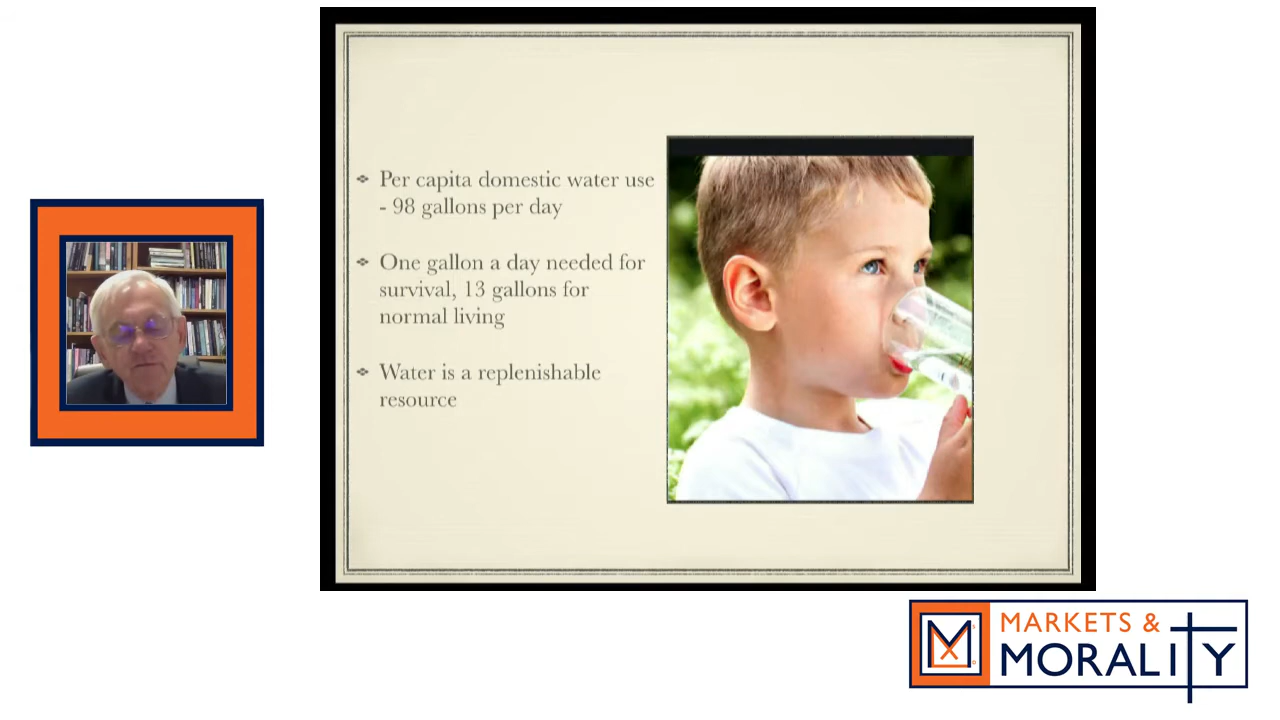 Per capita domestic water use
- 98 gallons per day
One gallon a day needed for
survival, 13 gallons for
normal living
Water is a replenishable
resource
MARKETS &
MORALITY